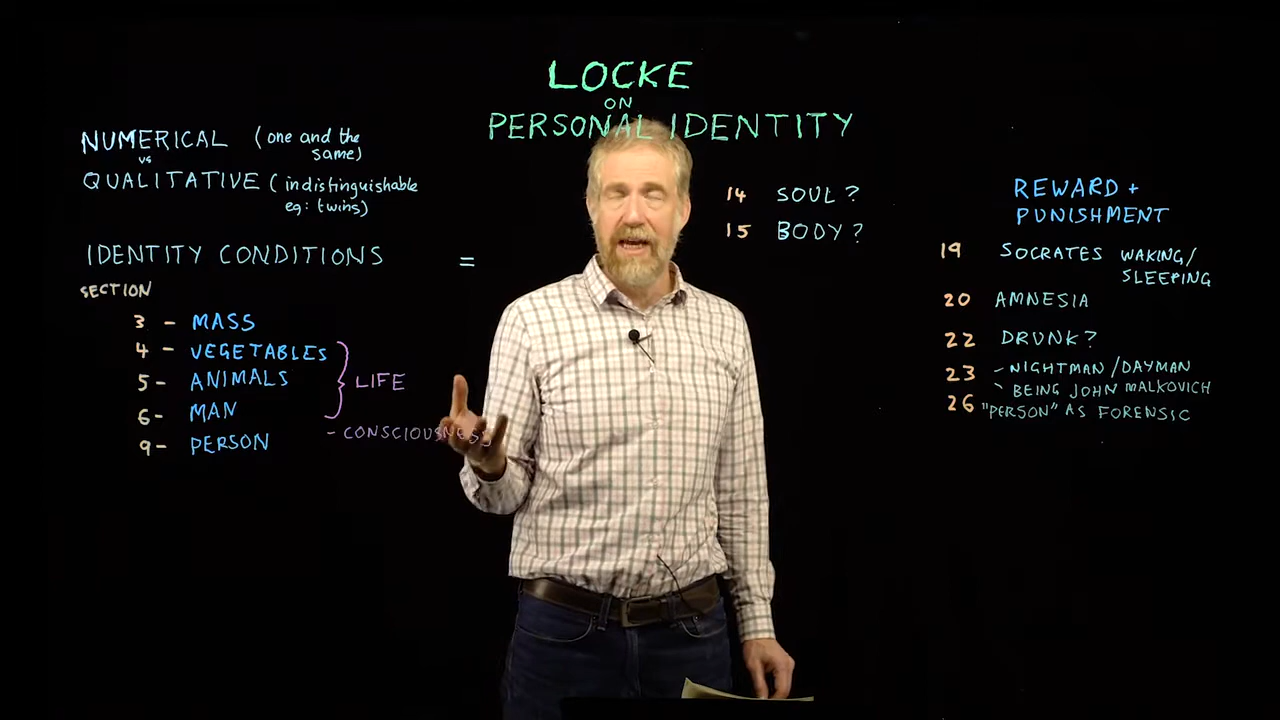 LOCKE
ON
PERSONAL IDENTITY
NUMERICAL (one and the
same)
vs
QUALITATIVE (indistinguishable
eg: twins)
IDENTITY CONDITIONS =
SECTION
3 - MASS
4 - VEGETABLES
5 - ANIMALS
LIFE
6 - MAN
9 - PERSON
- CONSCIOUSNESS
14 SOUL?
15 BODY?
REWARD +
PUNISHMENT
19 SOCRATES WAKING/
SLEEPING
20 AMNESIA
22 DRUNK?
23 - NIGHTMAN/DAYMAN
- BEING JOHN MALKOVICH
26 "PERSON" AS FORENSIC